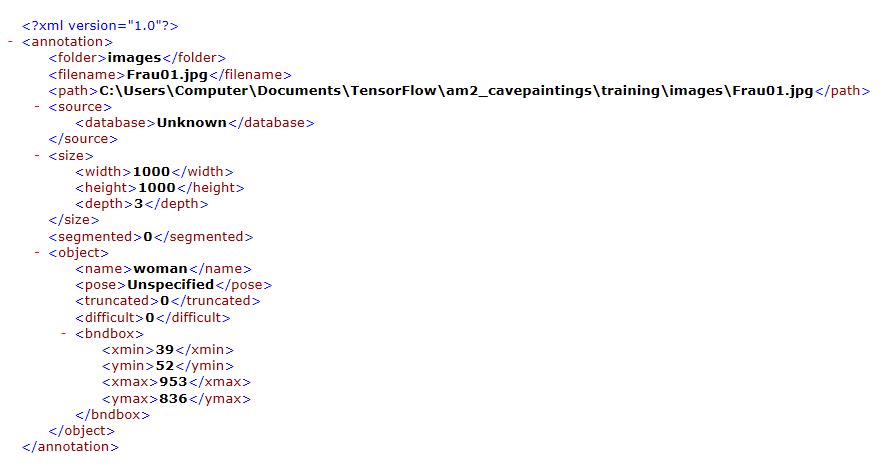 <?xml version="1.0"?>
- <annotation>
<folder>images</folder>
<filename>Frau01.jpg</filename>
<path>C:\Users\Computer\Documents\TensorFlow\am2_cavepaintings\training\images\Frau01.jpg</path>
- <source>
<database>Unknown</database>
</source>
- <size>
<width>1000</width>
<height>1000</height>
<depth>3</depth>
</size>
<segmented>0</segmented>
- <object>
<name>woman</name>
<pose>Unspecified</pose>
<truncated>0</truncated>
<difficult>0</difficult>
- <bndbox>
<xmin>39</xmin>
<ymin>52</ymin>
<xmax>953</xmax>
<ymax>836</ymax>
</bndbox>
</object>
</annotation>